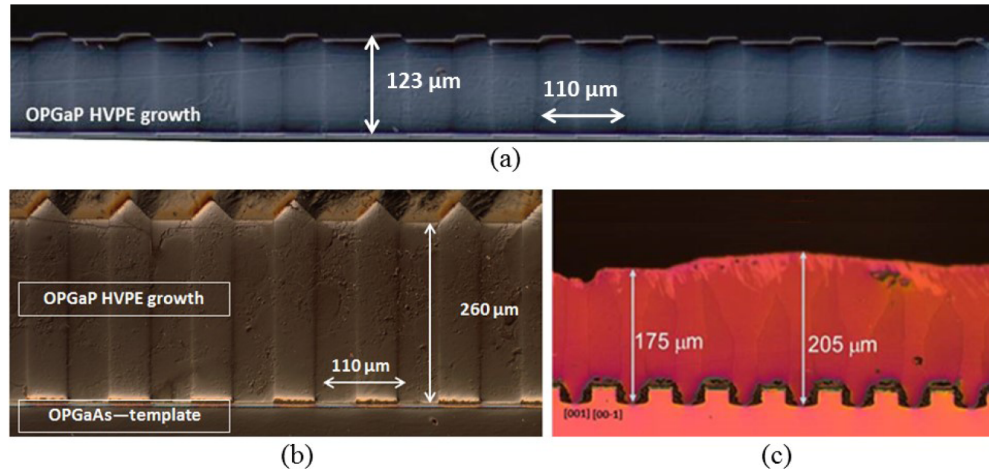 123 µm
110 µm
OPGaP HVPE growth
(a)
OPGaP HVPE growth
260 µm
110 µm
OPGaAs—template
(b)
175 µm
205 µm
[001] [00-1]
(c)